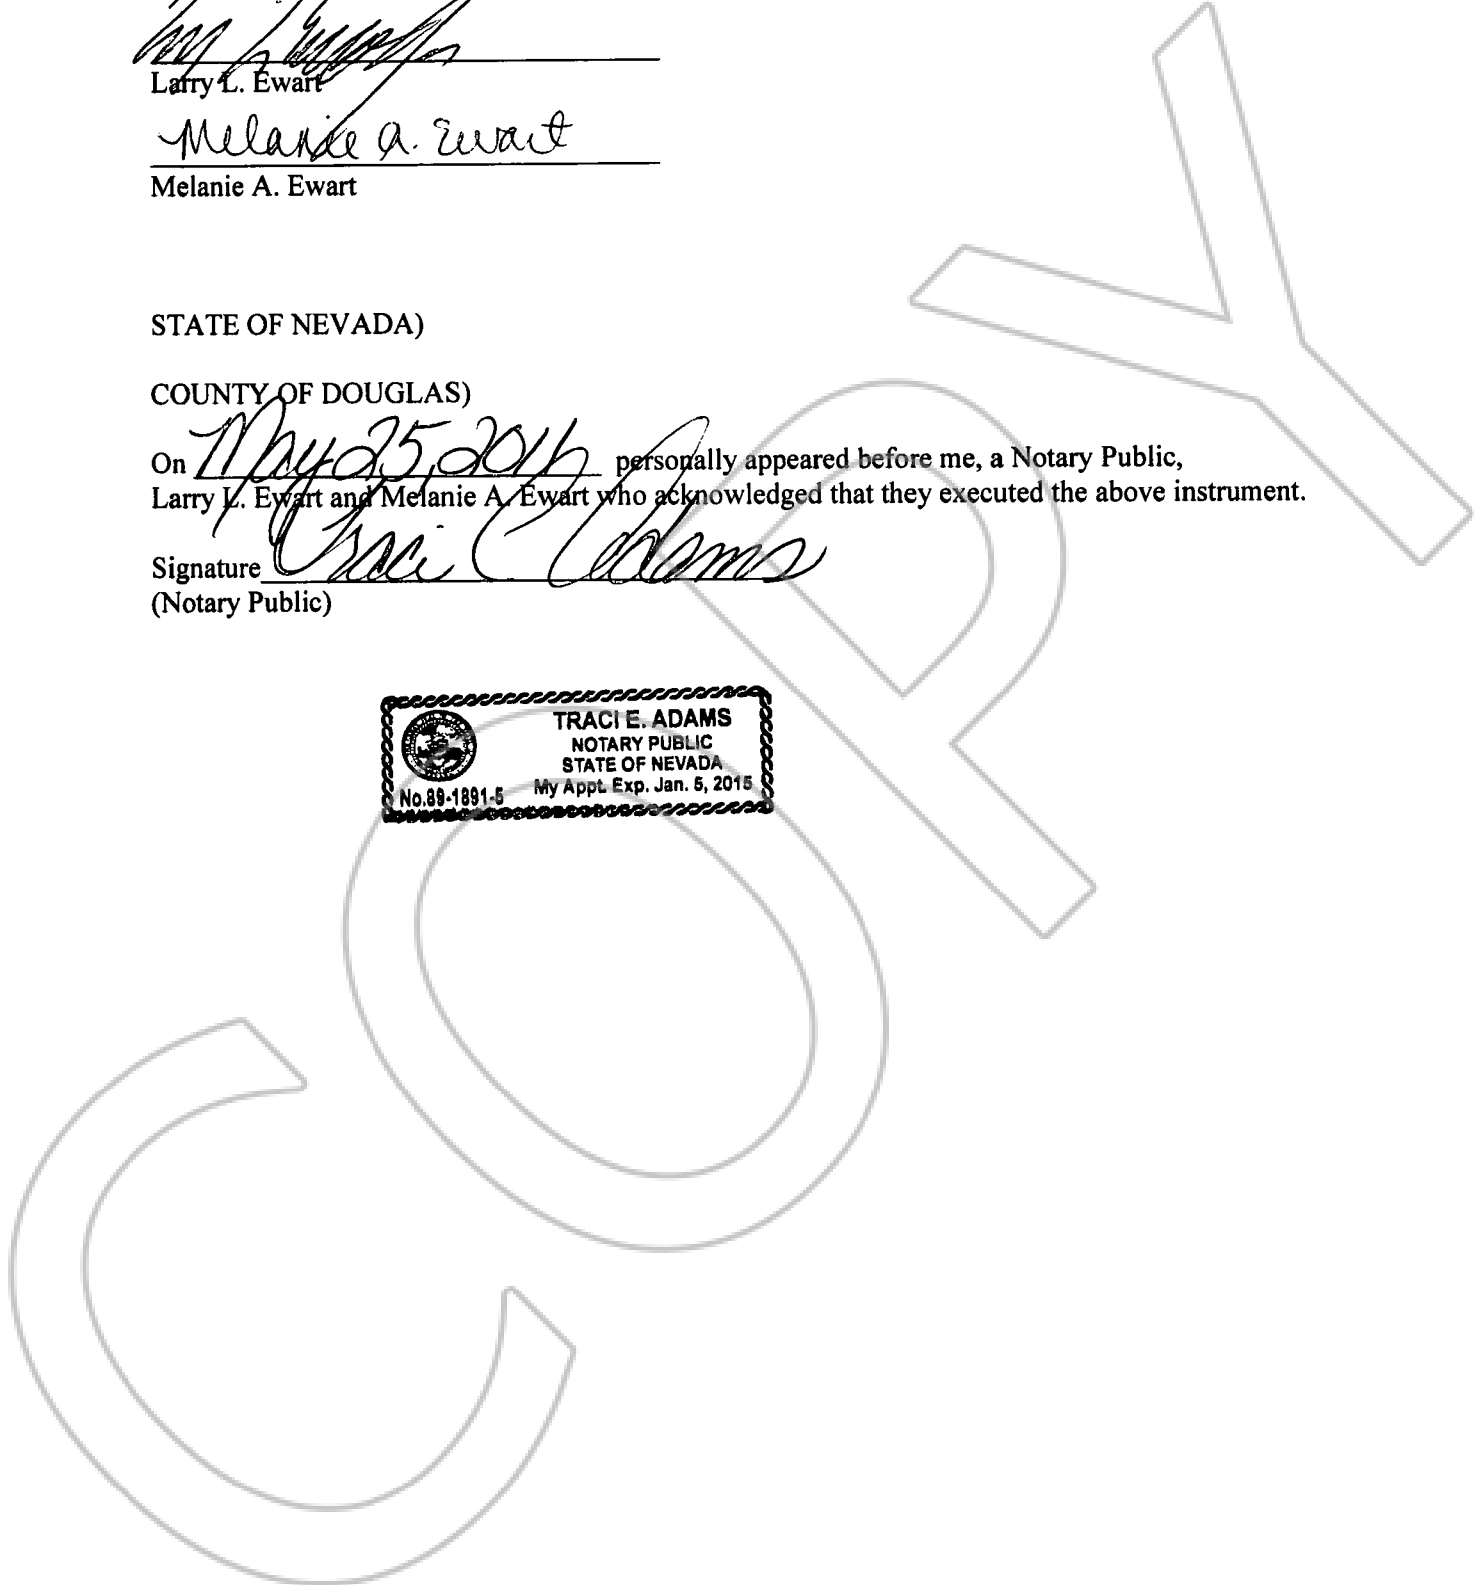 Larry L. Ewart
Melanie A. Ewart
Melanie A. Ewart
STATE OF NEVADA)
COUNTY OF DOUGLAS)
On May 25, 2016 personally appeared before me, a Notary Public,
Larry L. Ewart and Melanie A. Ewart who acknowledged that they executed the above instrument.
Signature Traci E Adams
(Notary Public)
TRACI E. ADAMS
NOTARY PUBLIC
STATE OF NEVADA
No.89-1891-5 My Appt. Exp. Jan. 5, 2015
COPY